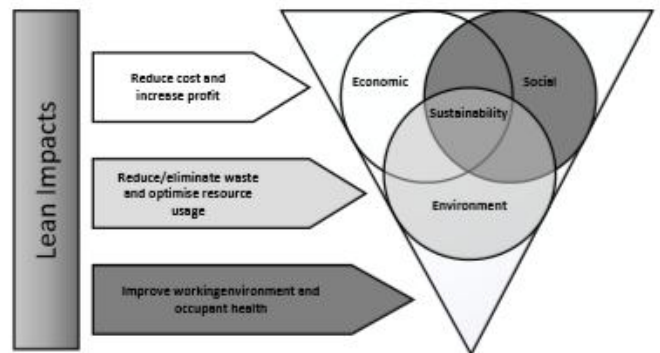 Lean Impacts
Reduce cost and
increase profit
Reduce/eliminate waste
and optimise resource
usage
Improve workingenvironment and
occupant health
Economic
Social
Sustainability
Environment